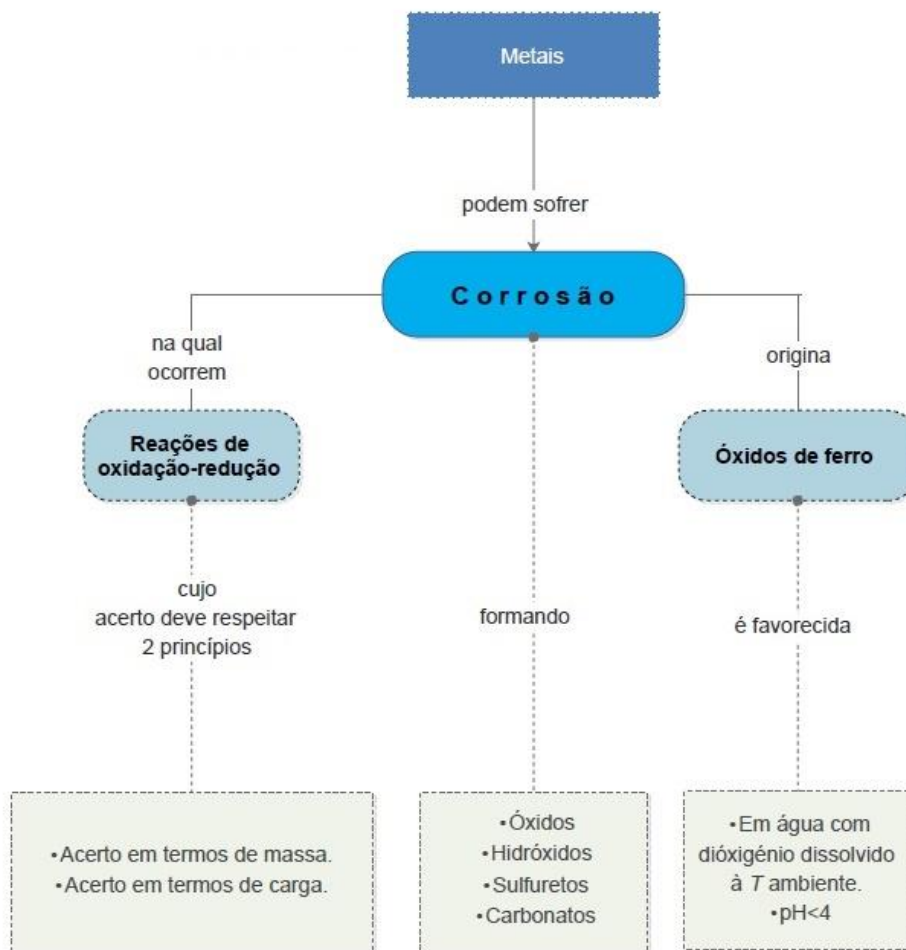 Metais
podem sofrer
Corrosão
na qual
ocorrem
origina
Reações de
oxidação-redução
Óxidos de ferro
cujo
acerto deve respeitar
2 princípios
formando
é favorecida
•Acerto em termos de massa.
•Acerto em termos de carga.
•Óxidos
•Hidróxidos
•Sulfuretos
•Carbonatos
•Em água com
dióxigénio dissolvido
à T ambiente.
•pH<4